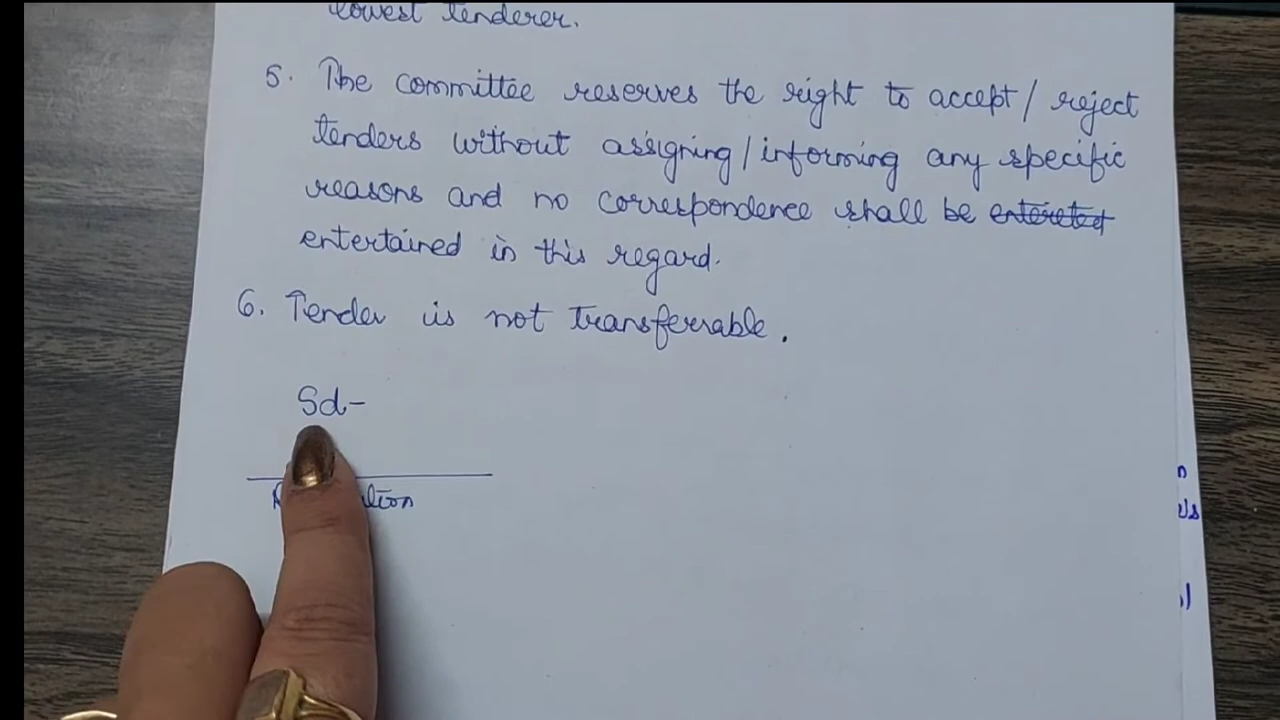 lowest tenderer.
5. The committee reserves the right to accept/ reject
tenders without assigning/informing any specific
reasons and no correspondence shall be
entertained in this regard.
6. Tender is not transferrable.
Sd-